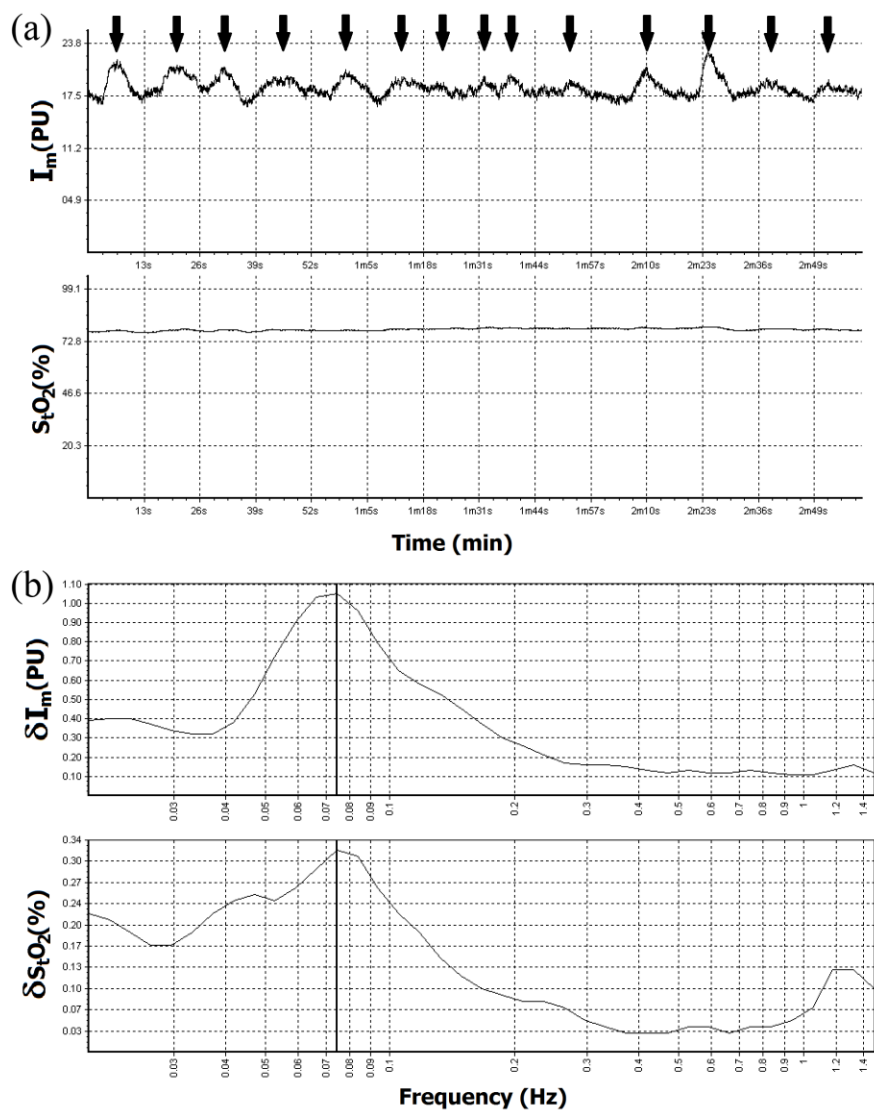 (a)
23.8
17.5
11.2
04.9
Im(PU)
13s 26s 39s 52s 1m5s 1m18s 1m31s 1m44s 1m57s 2m10s 2m23s 2m36s 2m49s
99.1
72.8
46.6
20.3
StO2(%)
13s 26s 39s 52s 1m5s 1m18s 1m31s 1m44s 1m57s 2m10s 2m23s 2m36s 2m49s
Time (min)
(b)
1.10
1.00
0.90
0.80
0.70
0.60
0.50
0.40
0.30
0.20
0.10
δIm(PU)
0.03 0.04 0.05 0.06 0.07 0.08 0.09 0.1 0.2 0.3 0.4 0.5 0.6 0.7 0.8 0.9 1 1.2 1.4
0.34
0.30
0.27
0.24
0.20
0.17
0.13
0.10
0.07
0.03
δStO2(%)
0.03 0.04 0.05 0.06 0.07 0.08 0.09 0.1 0.2 0.3 0.4 0.5 0.6 0.7 0.8 0.9 1 1.2 1.4
Frequency (Hz)